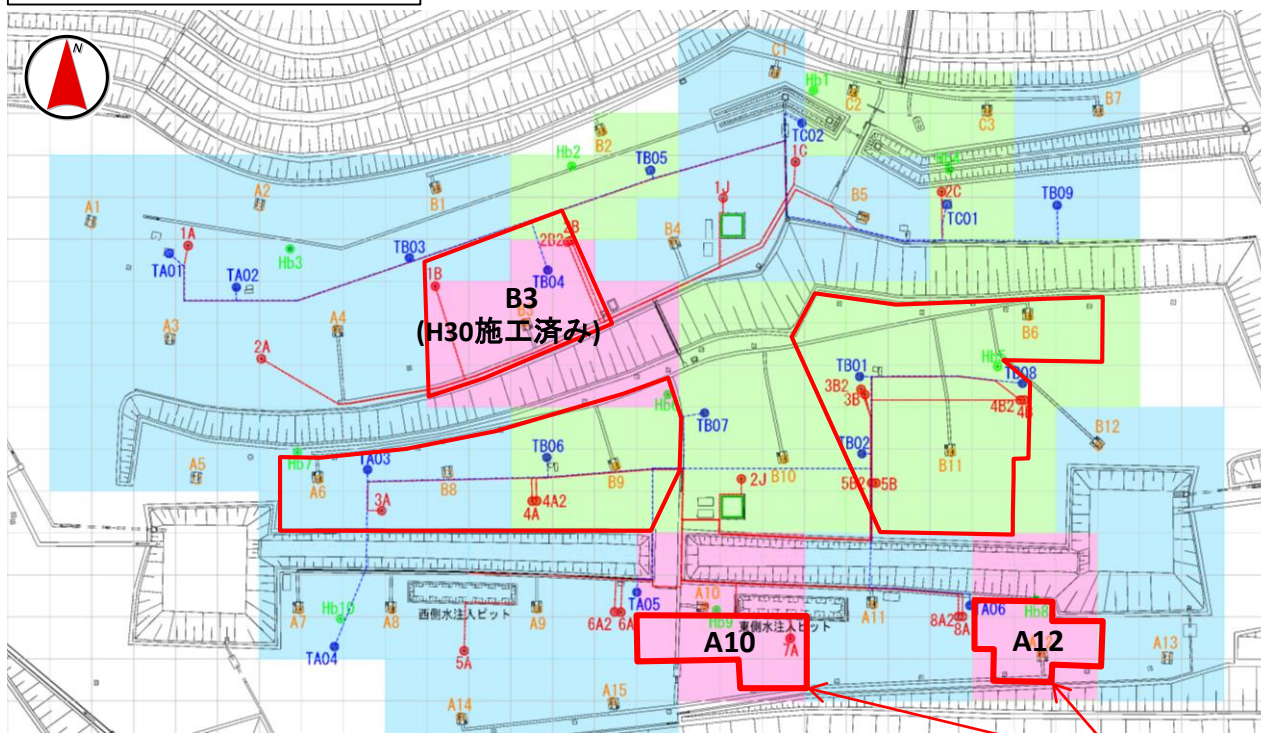 N
C1
Hb1
C2
C3
B7
B2
TC02
Hb2
TB05
1C
Hb4
A2
B1
1J
2C
TB09
A1
B5
TC01
1A
2B
B4
TA01
Hb3
TB03
2B2
TA02
1B
TB04
B3
B3
(H30施工済み)
A4
B6
A3
2A
Hb5
TB01
TB08
3B2
3B
4B2
4B
Hb6
TB07
B12
Hb7
TA03
TB06
TB02
A5
A6
B8
B9
B10
B11
2J
5B2
5B
3A
4A
4A2
TA05
A10
A06
Hb8
A7
Hb10
A8
西側水注入ピット
A9
6A2
6A
Hb9
東側水注入ピット
A11
8A2
8A
A10
7A
A12
TA04
5A
A13
A14
A15